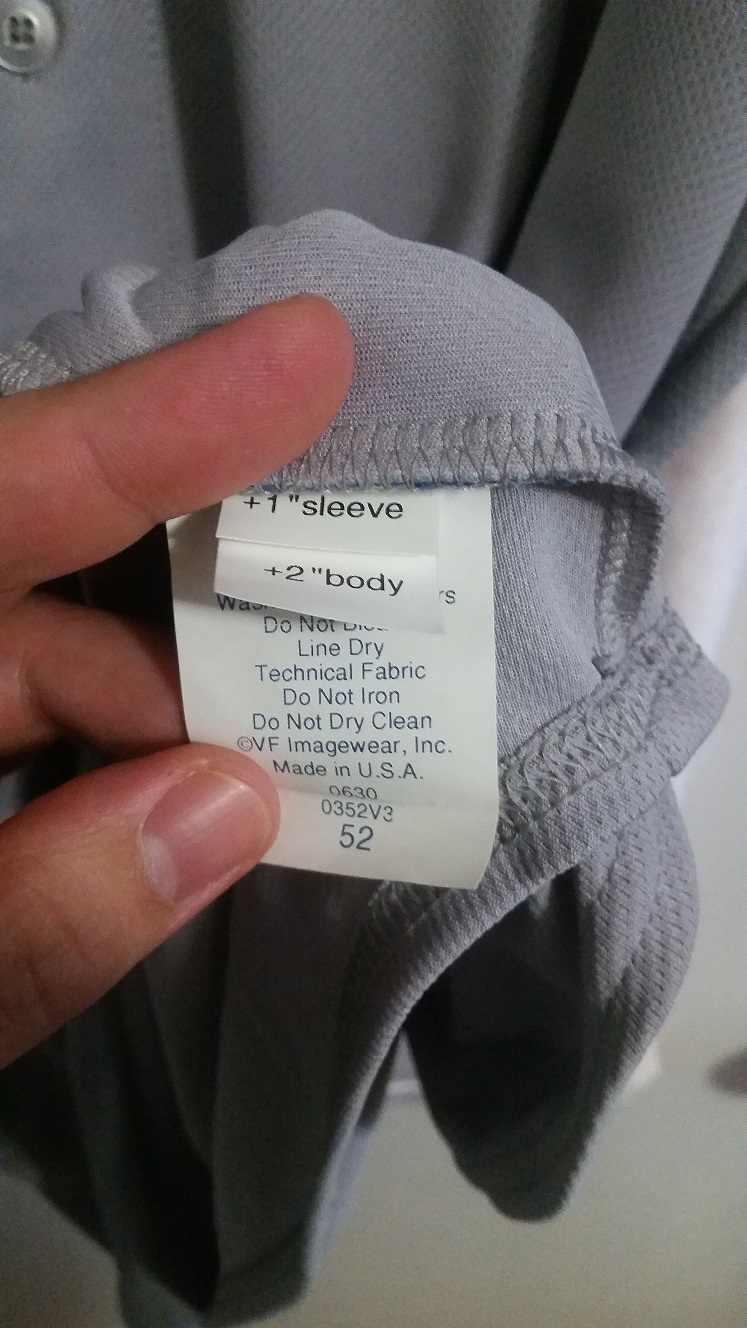 +1"sleeve
+2"body
Do Not
Line Dry
Technical Fabric
Do Not Iron
Do Not Dry Clean
©VF Imagewear, Inc.
Made in U.S.A.
0630
0352V3
52